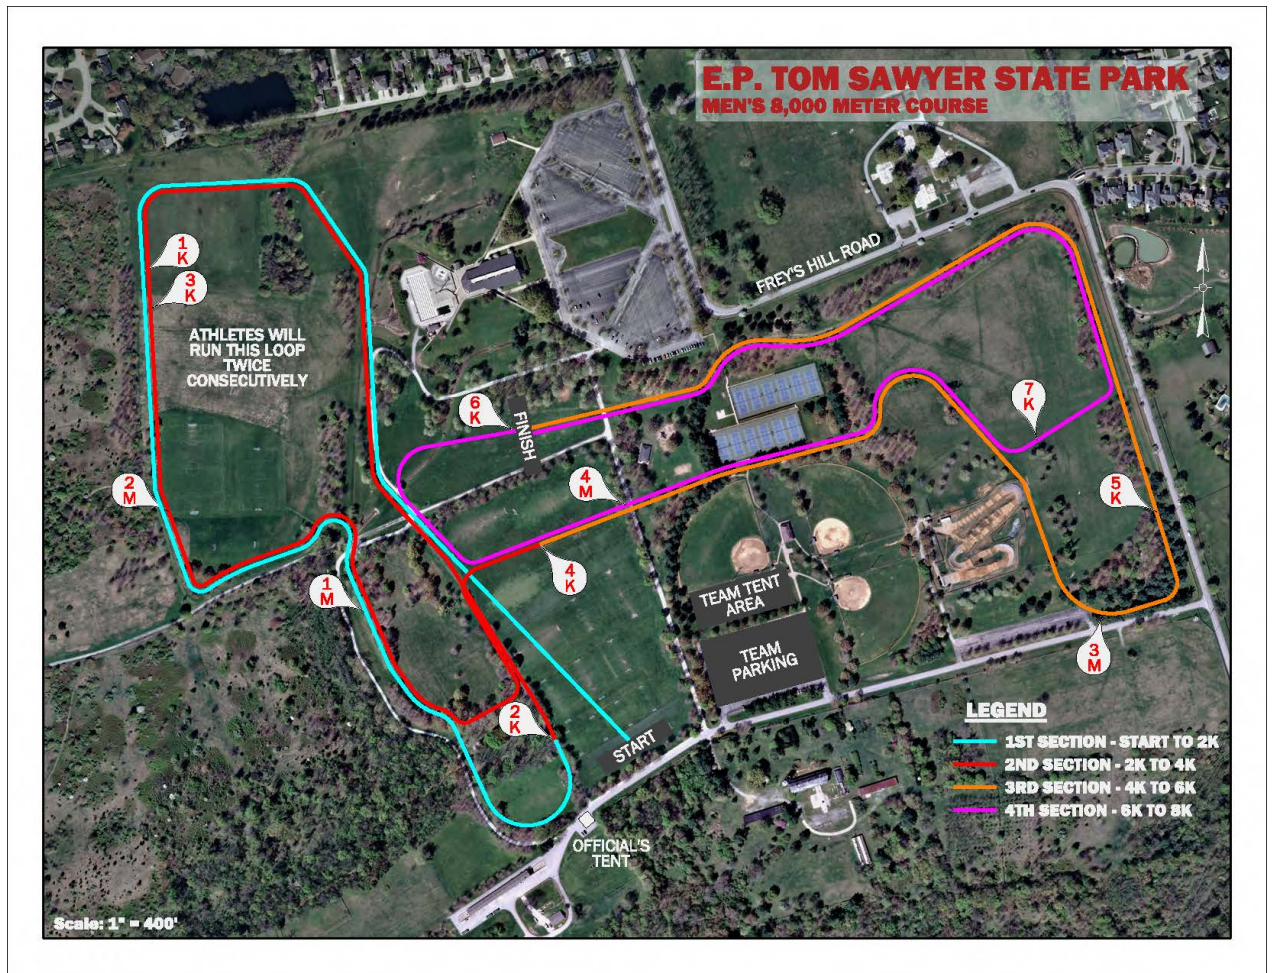 E.P. TOM SAWYER STATE PARK
MEN'S 8,000 METER COURSE
FREY'S HILL ROAD
1
K
3
K
ATHLETES WILL
RUN THIS LOOP
TWICE
CONSECUTIVELY
6
K
FINISH
7
K
2
M
4
M
5
K
4
K
1
M
TEAM TENT
AREA
TEAM
PARKING
3
M
2
K
START
LEGEND
1ST SECTION - START TO 2K
2ND SECTION - 2K TO 4K
3RD SECTION - 4K TO 6K
4TH SECTION - 6K TO 8K
OFFICIAL'S
TENT
Scale: 1" = 400'